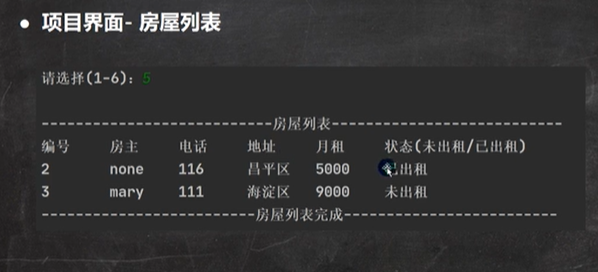 • 项目界面- 房屋列表
请选择(1-6): 5
---------------------------房屋列表---------------------------
编号 房主 电话 地址 月租 状态(未出租/已出租)
2 none 116 昌平区 5000 已出租
3 mary 111 海淀区 9000 未出租
-------------------------房屋列表完成-------------------------